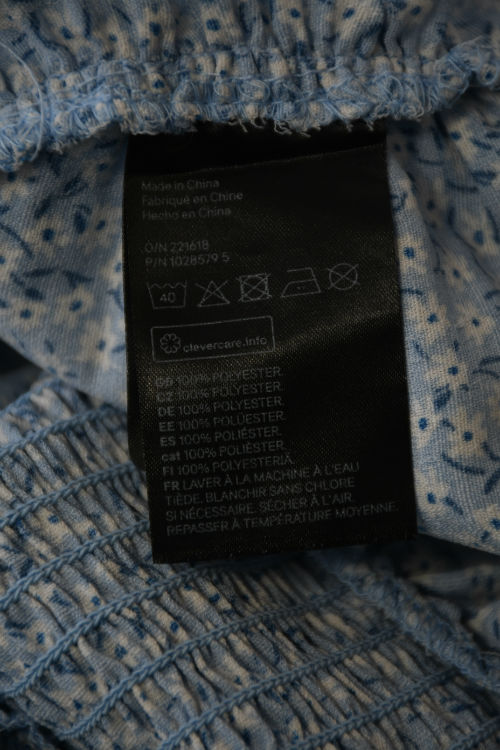 Made in China
Fabriqué en Chine
Hecho en China
O/N 221618
P/N 1028579 5
40
clevercare.info
GB 100% POLYESTER.
CZ 100% POLYESTER.
DE 100% POLYESTER.
EE 100% POLÜESTER.
ES 100% POLIÉSTER.
cat 100% POLIÈSTER.
FI 100% POLYESTERIÄ.
FR LAVER À LA MACHINE À L'EAU
TIÈDE. BLANCHIR SANS CHLORE
SI NÉCESSAIRE. SÉCHER À L'AIR.
REPASSER À TEMPÉRATURE MOYENNE.